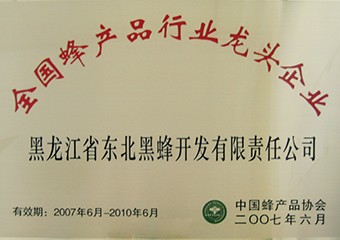 全国蜂产品行业龙头企业
黑龙江省东北黑蜂开发有限责任公司
有效期：2007年6月-2010年6月
中国蜂产品协会
二〇〇七年六月